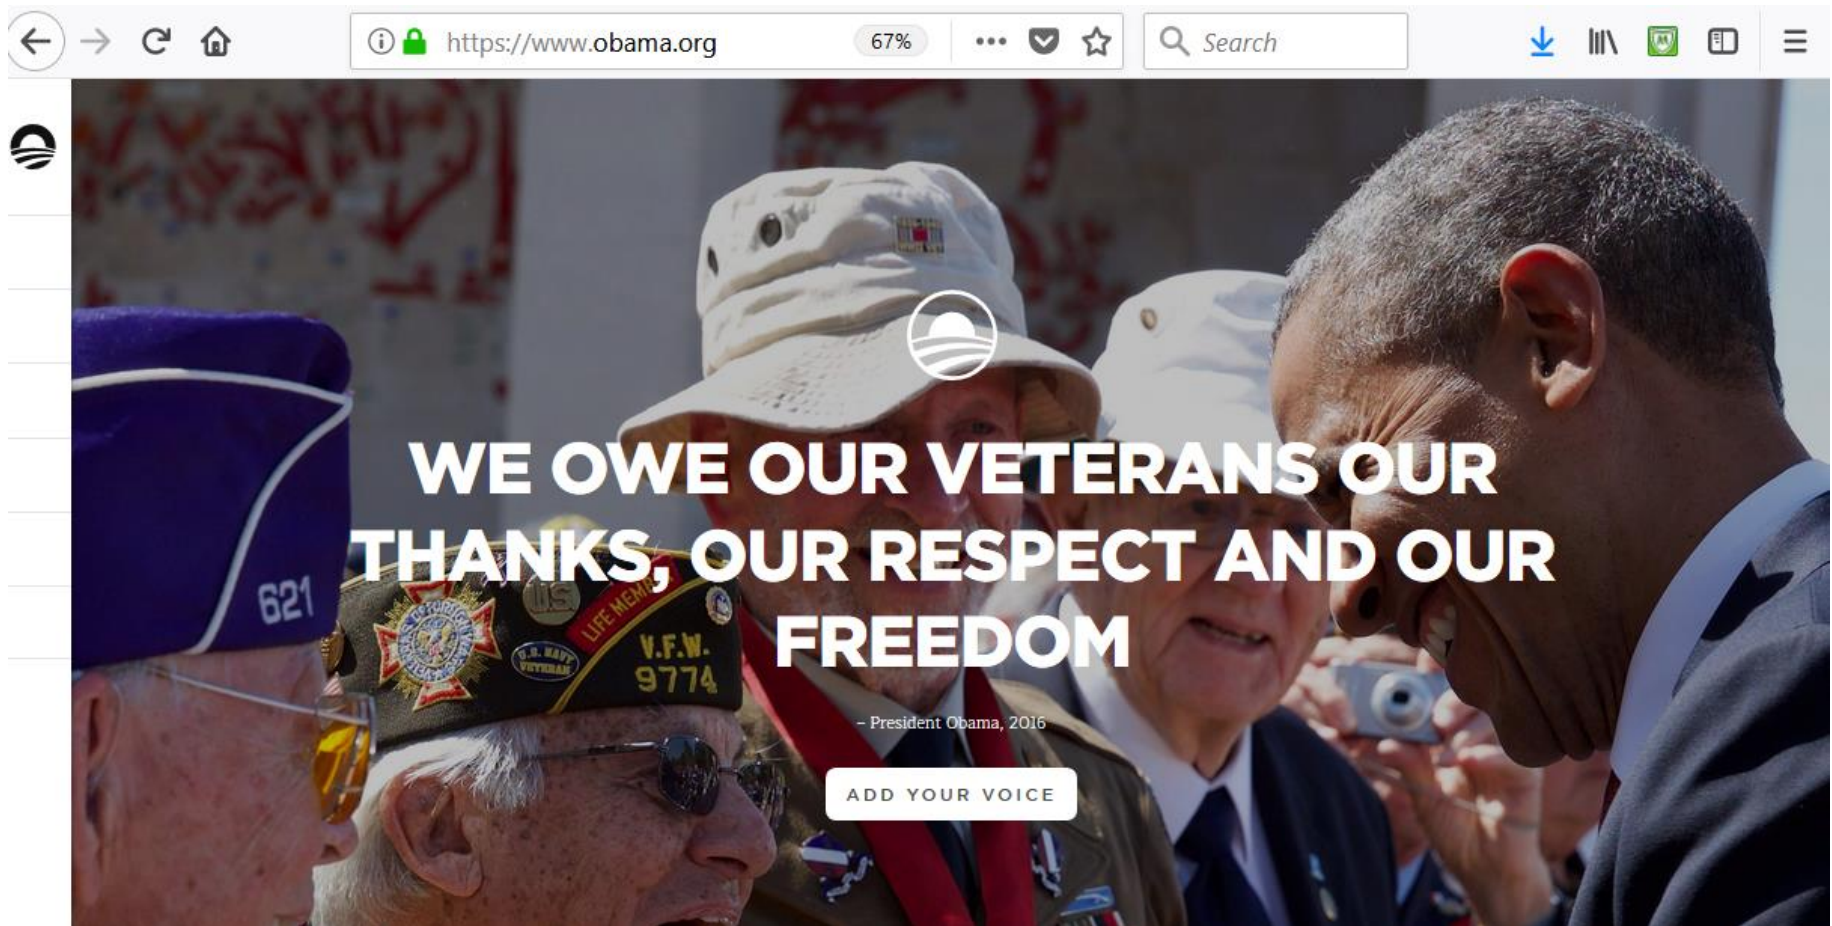 https://www.obama.org
67%
Search
WE OWE OUR VETERANS OUR
THANKS, OUR RESPECT AND OUR
FREEDOM
– President Obama, 2016
ADD YOUR VOICE
621
US
LIFE MEMBER
U.S. NAVY
VETERAN
V.F.W.
9774